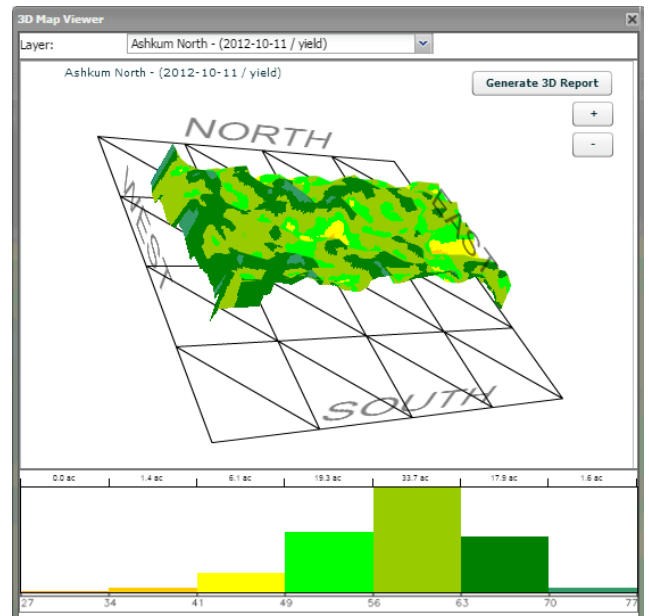 3D Map Viewer
Layer: Ashkum North - (2012-10-11 / yield)
Ashkum North - (2012-10-11 / yield)
Generate 3D Report
+
-
NORTH
WEST
EAST
SOUTH
0.0 ac 1.4 ac 6.1 ac 19.3 ac 33.7 ac 17.9 ac 1.6 ac
27 34 41 49 56 63 70 77